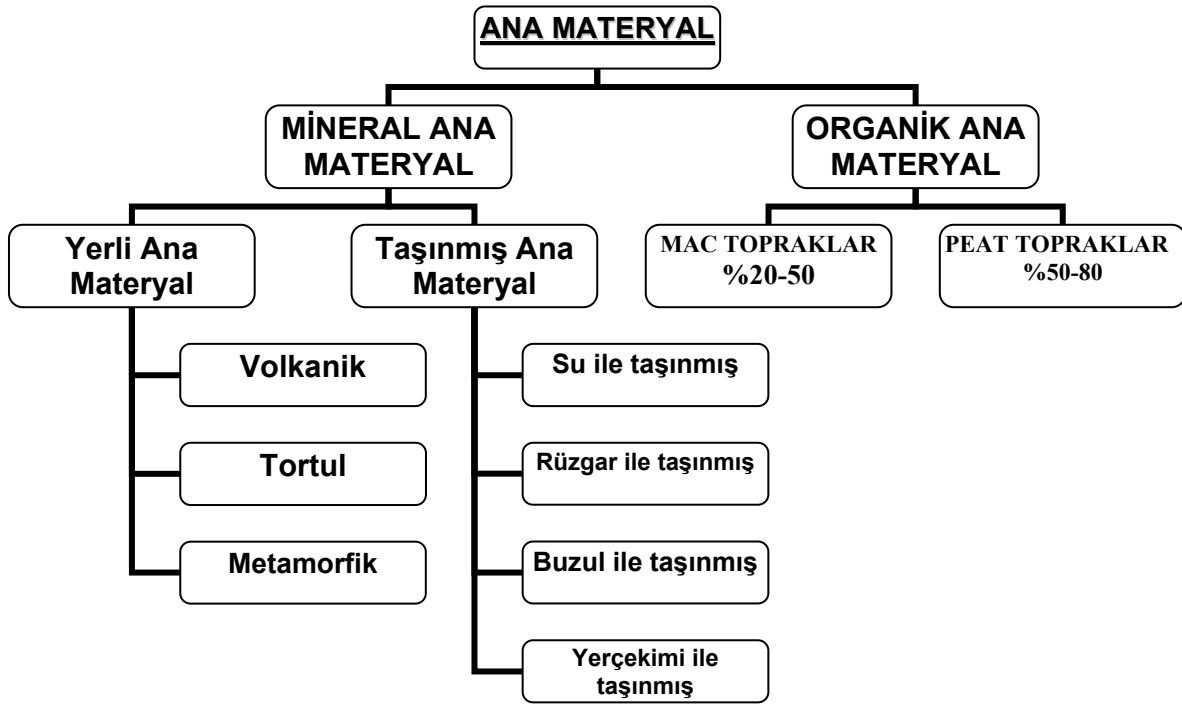 ANA MATERYAL
MİNERAL ANA
MATERYAL
ORGANİK ANA
MATERYAL
Yerli Ana
Materyal
Taşınmış Ana
Materyal
MAC TOPRAKLAR
%20-50
PEAT TOPRAKLAR
%50-80
Volkanik
Tortul
Metamorfik
Su ile taşınmış
Rüzgar ile taşınmış
Buzul ile taşınmış
Yerçekimi ile
taşınmış